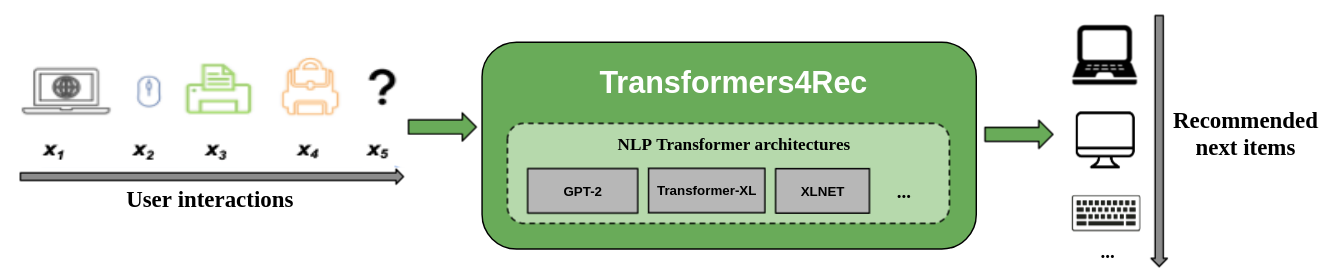 ?
x1 x2 x3 x4 x5
User interactions
Transformers4Rec
NLP Transformer architectures
GPT-2 Transformer-XL XLNET ...
Recommended
next items
...